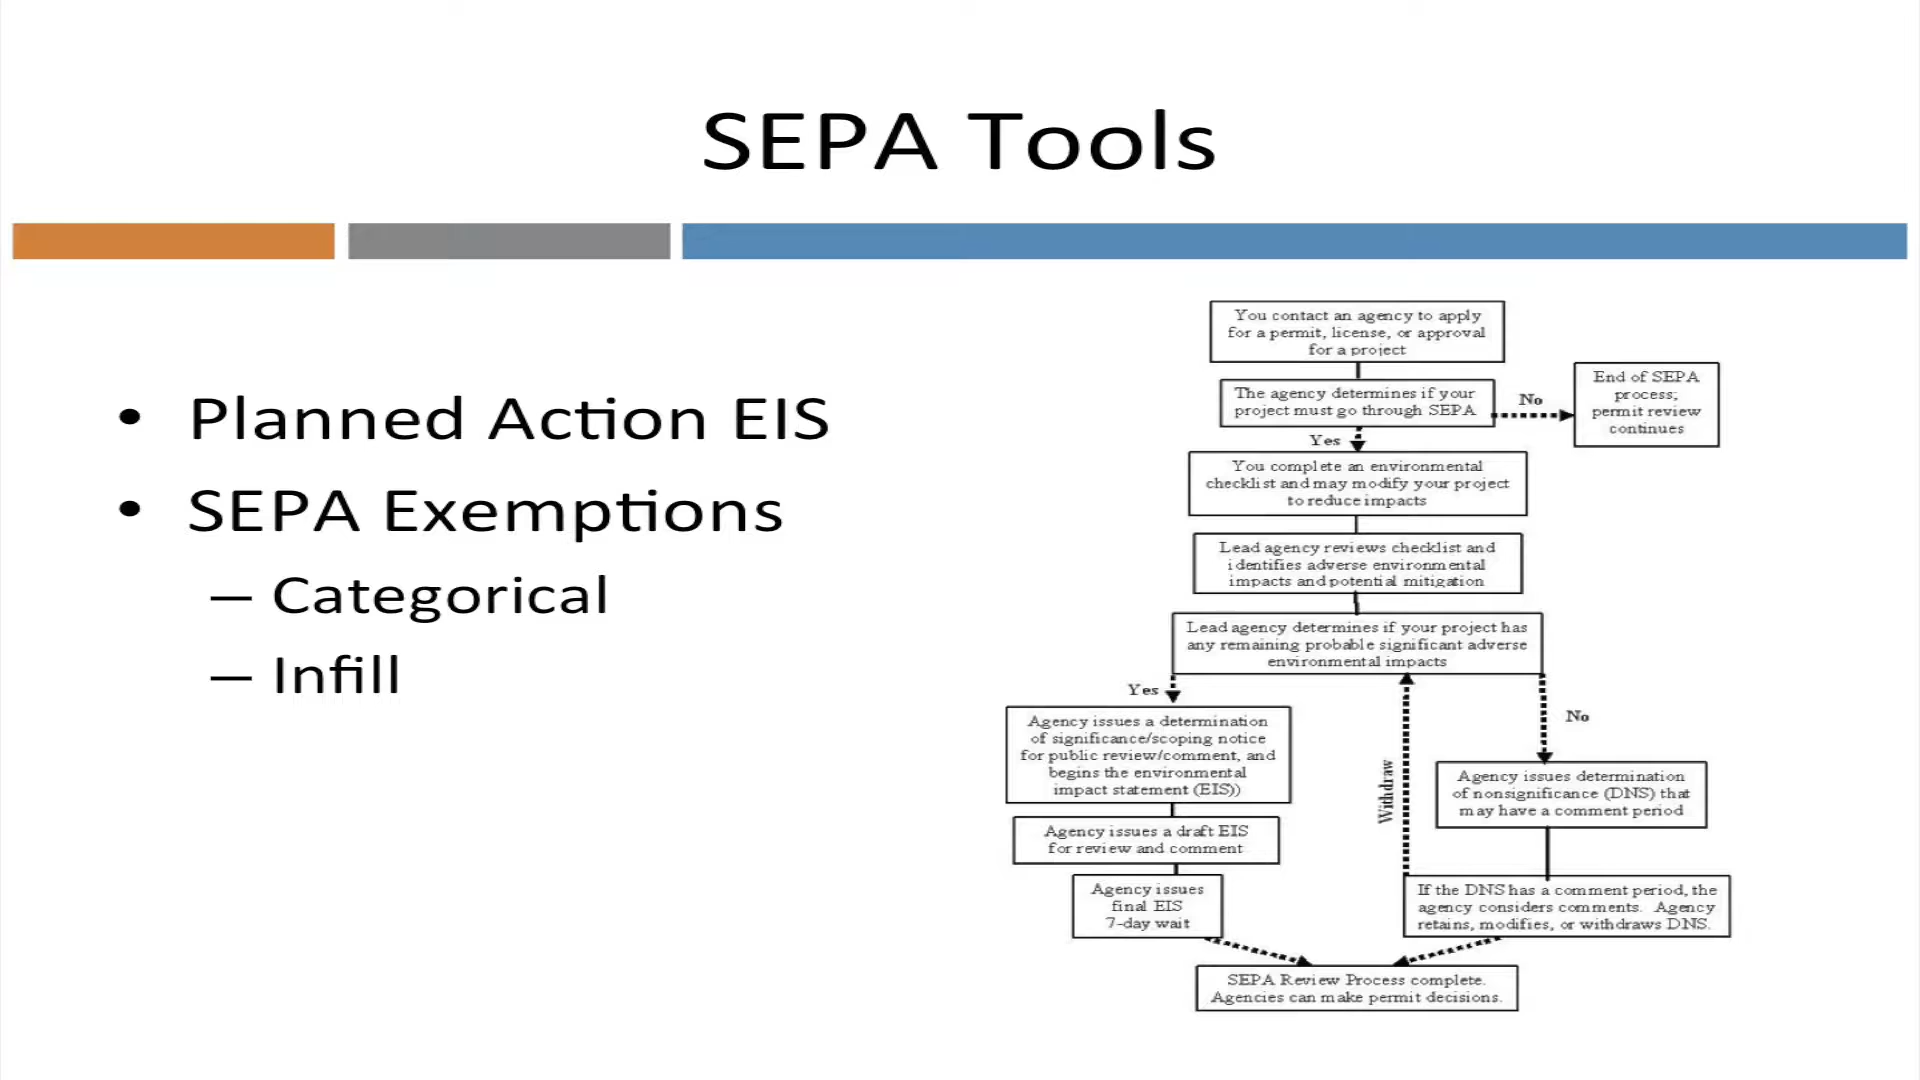 SEPA Tools
• Planned Action EIS
• SEPA Exemptions
– Categorical
– Infill
You contact an agency to apply
for a permit, license, or approval
for a project
The agency determines if your
project must go through SEPA
No
End of SEPA
process;
permit review
continues
Yes
You complete an environmental
checklist and may modify your project
to reduce impacts
Lead agency reviews checklist and
identifies adverse environmental
impacts and potential mitigation
Lead agency determines if your project has
any remaining probable significant adverse
environmental impacts
Yes
No
Agency issues a determination
of significance/scoping notice
for public review/comment, and
begins the environmental
impact statement (EIS))
Withdraw
Agency issues determination
of nonsignificance (DNS) that
may have a comment period
Agency issues a draft EIS
for review and comment
Agency issues
final EIS
7-day wait
If the DNS has a comment period, the
agency considers comments. Agency
retains, modifies, or withdraws DNS.
SEPA Review Process complete.
Agencies can make permit decisions.